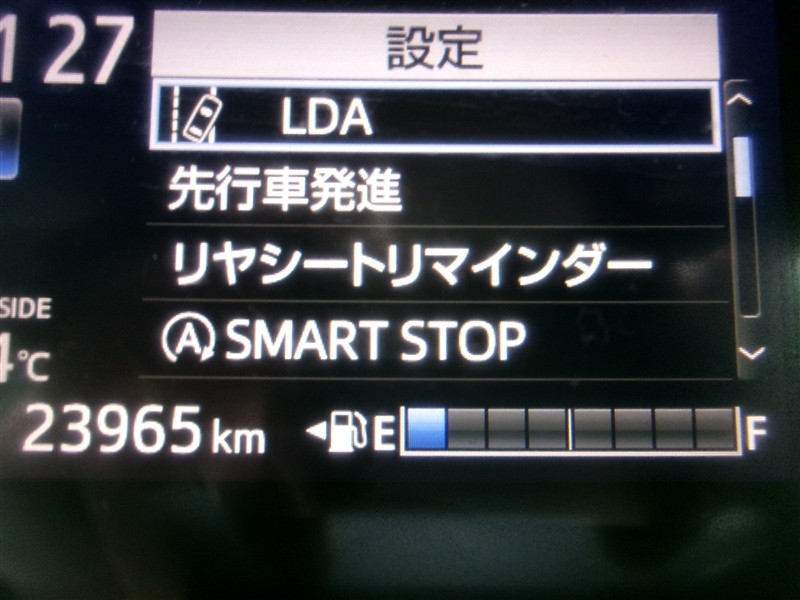 127
設定
LDA
先行車発進
リヤシートリマインダー
A SMART STOP
SIDE
4℃
23965 km
E
F